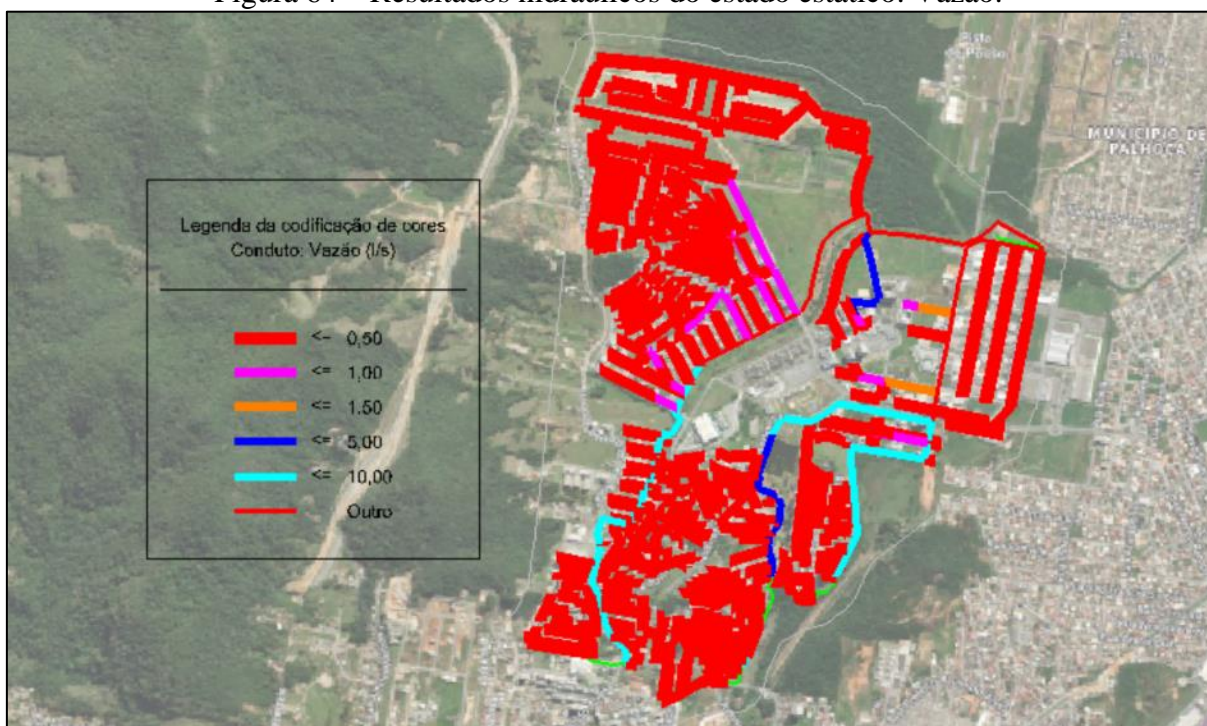 Figura 64 - Resultados hidráulicos do estado estático: Vazão.
MUNICÍPIO DE
PALHOÇA
Legenda da codificação de cores
Conduto: Vazão (l/s)
<= 0,50
<= 1,00
<= 1,50
<= 5,00
<= 10,00
Outro